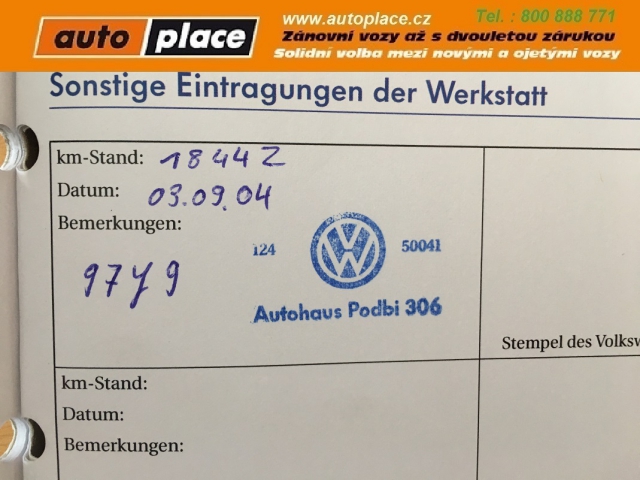 auto place
www.autoplace.cz
Tel. : 800 888 771
Zánovní vozy až s dvouletou zárukou
Solidní volba mezi novými a ojetými vozy
Sonstige Eintragungen der Werkstatt
km-Stand: 18442
Datum: 03.09.04
Bemerkungen:
124 VW 50041
97Y9
Autohaus Podbi 306
Stempel des Volksw
km-Stand:
Datum:
Bemerkungen: